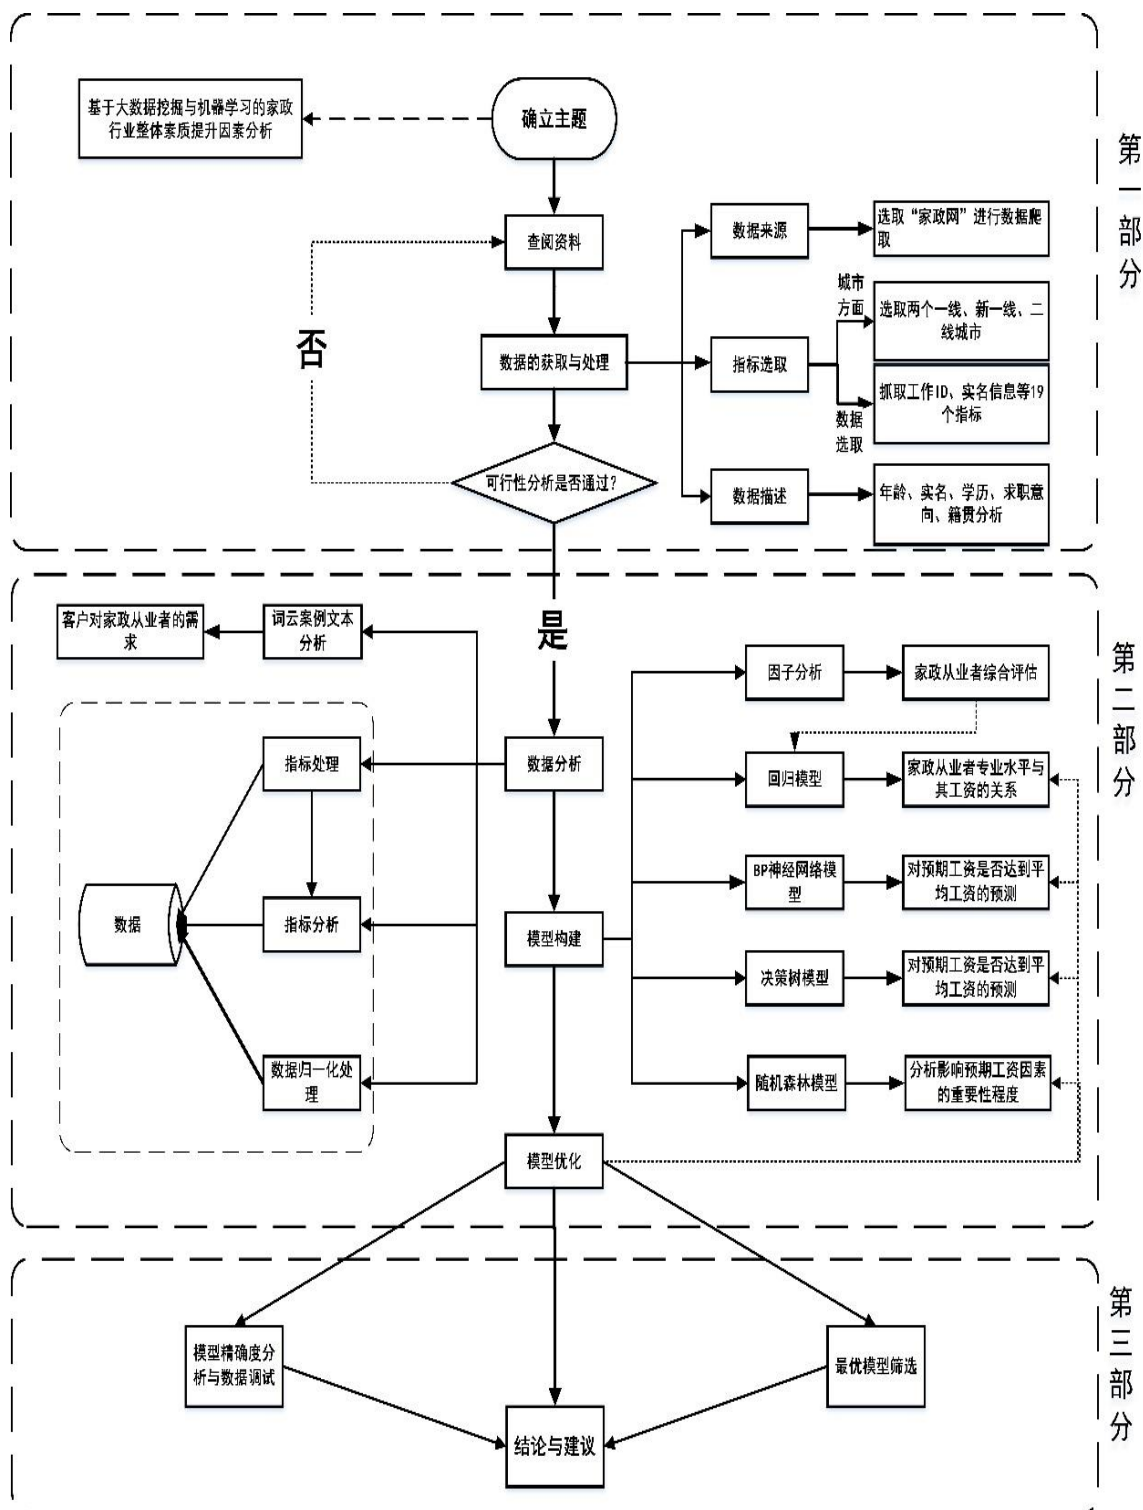 基于大数据挖掘与机器学习的家政
行业整体素质提升因素分析
确立主题
第一部分
查阅资料
数据来源
选取“家政网”进行数据爬
取
否
数据的获取与处理
指标选取
城市
方面
选取两个一线、新一线、二
线城市
数据
选取
抓取工作ID、实名信息等19
个指标
可行性分析是否通过？
数据描述
年龄、实名、学历、求职意
向、籍贯分析
是
第二部分
客户对家政从业者的需
求
词云案例文本
分析
因子分析
家政从业者综合评估
指标处理
数据分析
回归模型
家政从业者专业水平与
其工资的关系
BP神经网络模
型
对预期工资是否达到平
均工资的预测
数据
指标分析
模型构建
决策树模型
对预期工资是否达到平
均工资的预测
数据归一化处
理
随机森林模型
分析影响预期工资因素
的重要性程度
模型优化
第三部分
模型精确度分
析与数据调试
最优模型筛选
结论与建议